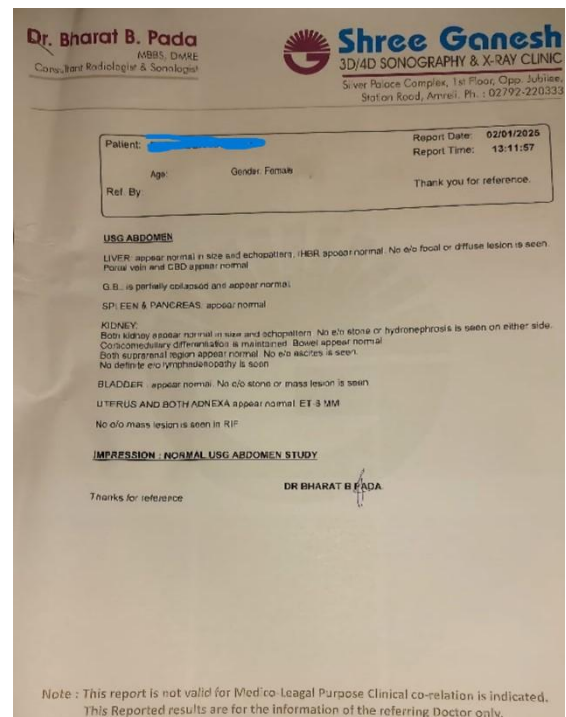 Dr. Bharat B. Pada
MBBS, DMRE
Consultant Radiologist & Sonologist
Shree Ganesh
3D/4D SONOGRAPHY & X-RAY CLINIC
Silver Palace Complex, 1st Floor, Opp. Jubilee,
Station Road, Amreli. Ph. : 02792-220333
Patient:
Report Date: 02/01/2025
Report Time: 13:11:57
Age: Gender: Female
Ref. By:
Thank you for reference.
USG ABDOMEN
LIVER: appear normal in size and echopattern, IHBR appear normal. No e/o focal or diffuse lesion is seen.
Portal vein and CBD appear normal
G.B.: is partially collapsed and appear normal.
SPLEEN & PANCREAS: appear normal
KIDNEY:
Both kidney appear normal in size and echopattern. No e/o stone or hydronephrosis is seen on either side.
Corticomedullary differentiation is maintained. Bowel appear normal
Both suprarenal region appear normal. No e/o ascites is seen.
No definite e/o lymphadenopathy is seen
BLADDER : appear normal. No e/o stone or mass lesion is seen
UTERUS AND BOTH ADNEXA appear normal. ET-5 MM
No e/o mass lesion is seen in RIF
IMPRESSION : NORMAL USG ABDOMEN STUDY
DR BHARAT B PADA
Thanks for reference
Note : This report is not valid for Medico-Leagal Purpose Clinical co-relation is indicated.
This Reported results are for the information of the referring Doctor only.